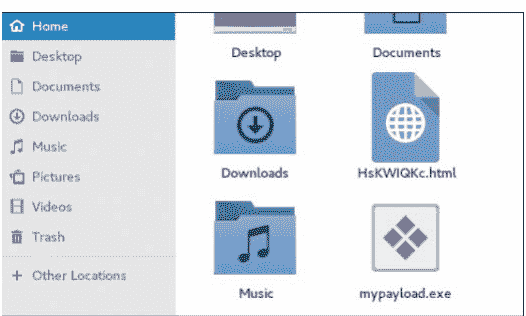 Home
Desktop
Documents
Downloads
Music
Pictures
Videos
Trash
+ Other Locations
Desktop
Documents
Downloads
HsKWIQKc.html
Music
mypayload.exe